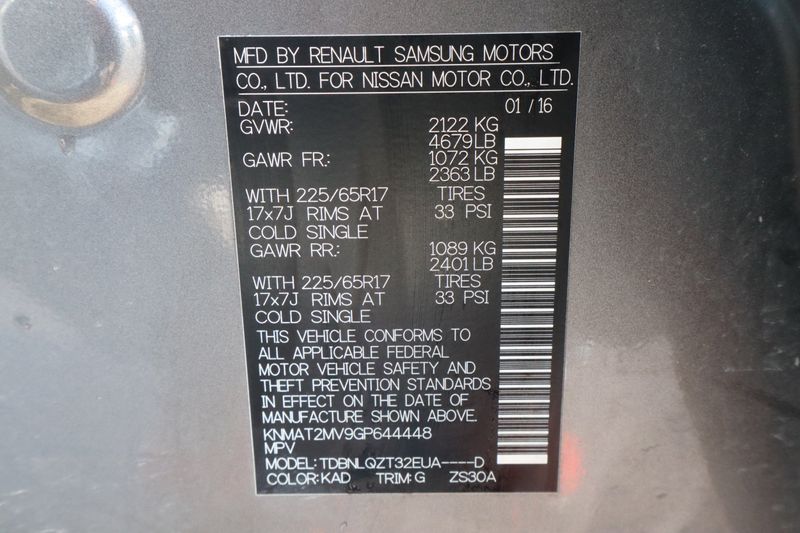 MFD BY RENAULT SAMSUNG MOTORS
CO., LTD. FOR NISSAN MOTOR CO., LTD.
DATE: 01 / 16
GVWR: 2122 KG
4679 LB
GAWR FR.: 1072 KG
2363 LB
WITH 225/65R17 TIRES
17x7J RIMS AT 33 PSI
COLD SINGLE
GAWR RR.: 1089 KG
2401 LB
WITH 225/65R17 TIRES
17x7J RIMS AT 33 PSI
COLD SINGLE
THIS VEHICLE CONFORMS TO
ALL APPLICABLE FEDERAL
MOTOR VEHICLE SAFETY AND
THEFT PREVENTION STANDARDS
IN EFFECT ON THE DATE OF
MANUFACTURE SHOWN ABOVE.
KNMAT2MV9GP644448
MPV
MODEL: TDBNLQZT32EUA----D
COLOR: KAD TRIM: G ZS30A